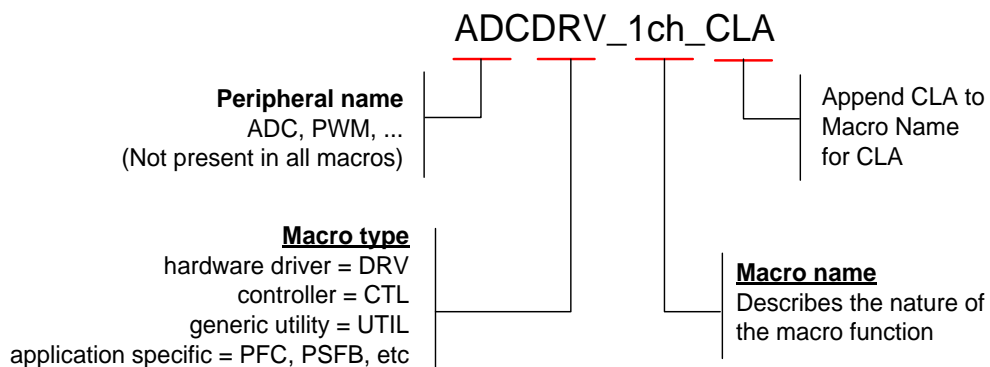 ADCDRV_1ch_CLA
Peripheral name
ADC, PWM, ...
(Not present in all macros)
Append CLA to
Macro Name
for CLA
Macro type
hardware driver = DRV
controller = CTL
generic utility = UTIL
application specific = PFC, PSFB, etc
Macro name
Describes the nature of
the macro function